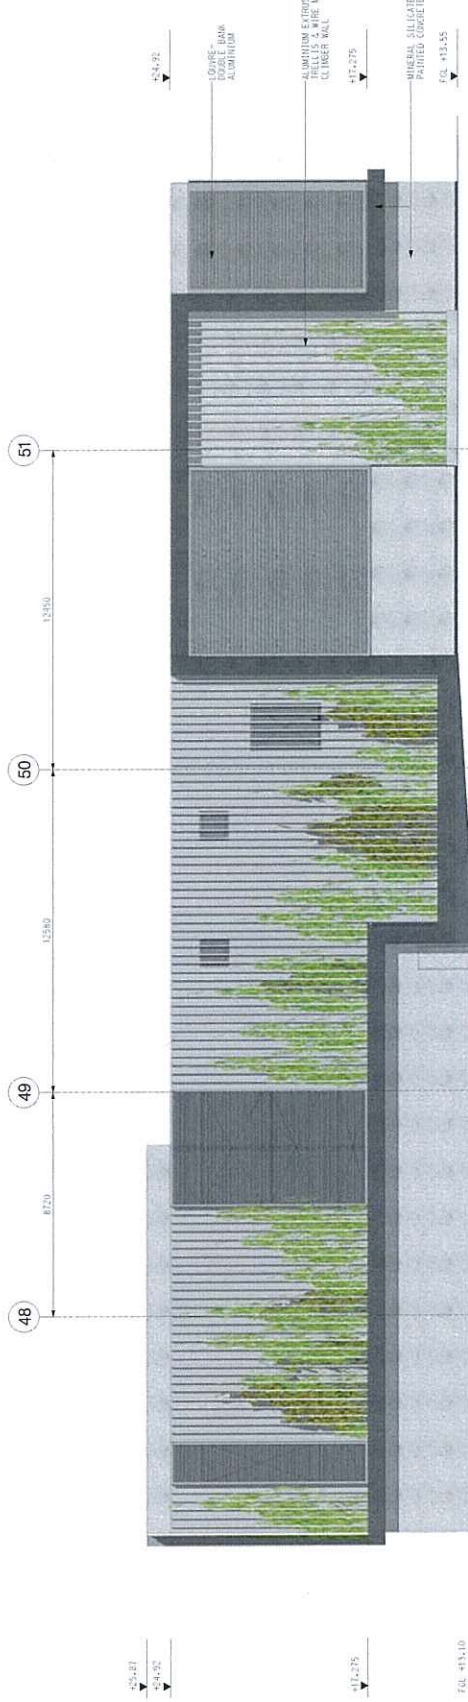 48
49
50
51
8720
12580
12450
+25.87
+24.92
+17.275
FGL +13.10
+24.92
LOUVRE-
DOUBLE BANK
ALUMINIUM
ALUMINIUM
TRELLIS & WIRE
CLIMBER WALL
+17.275
MINERAL SILICATE
PAINTED CONCRETE
FGL +13.55